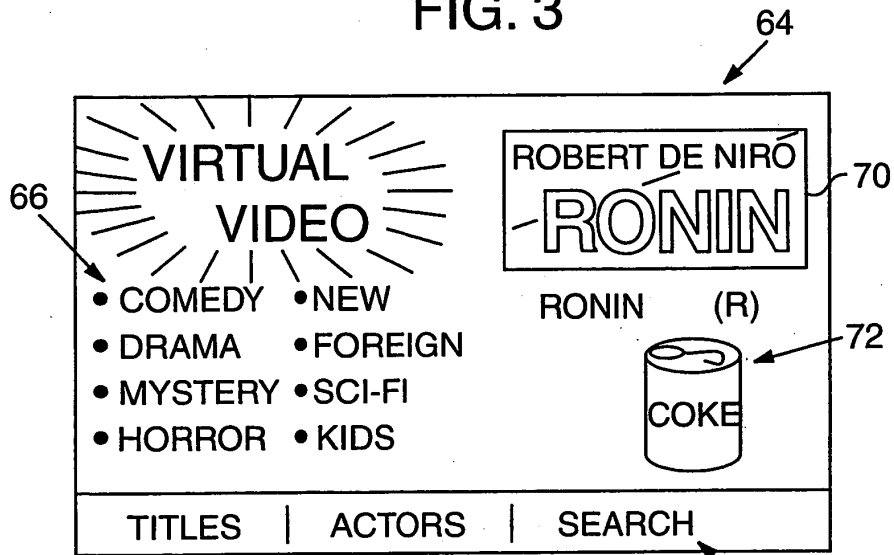 FIG. 3
64
VIRTUAL
VIDEO
66
ROBERT DE NIRO
RONIN
70
• COMEDY • NEW
• DRAMA • FOREIGN
• MYSTERY • SCI-FI
• HORROR • KIDS
RONIN (R)
72
COKE
TITLES | ACTORS | SEARCH